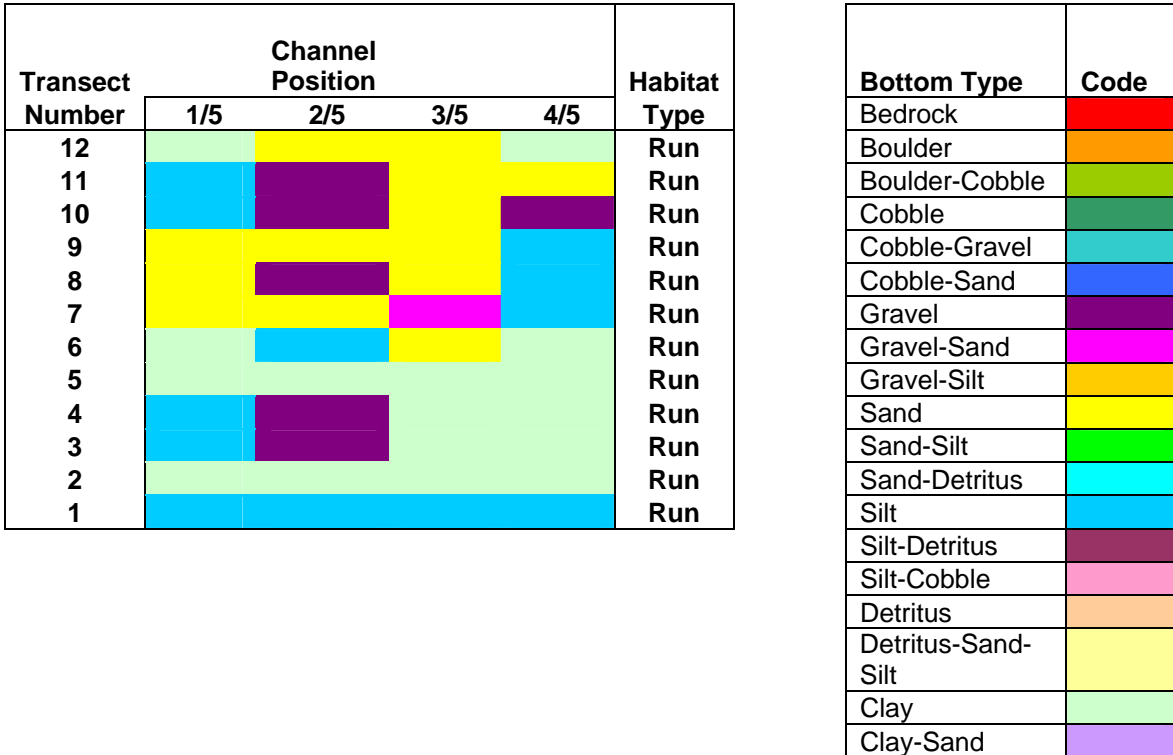 Channel
Transect Position Habitat
Number 1/5 2/5 3/5 4/5 Type
12 Run
11 Run
10 Run
9 Run
8 Run
7 Run
6 Run
5 Run
4 Run
3 Run
2 Run
1 Run
Bottom Type Code
Bedrock
Boulder
Boulder-Cobble
Cobble
Cobble-Gravel
Cobble-Sand
Gravel
Gravel-Sand
Gravel-Silt
Sand
Sand-Silt
Sand-Detritus
Silt
Silt-Detritus
Silt-Cobble
Detritus
Detritus-Sand-
Silt
Clay
Clay-Sand